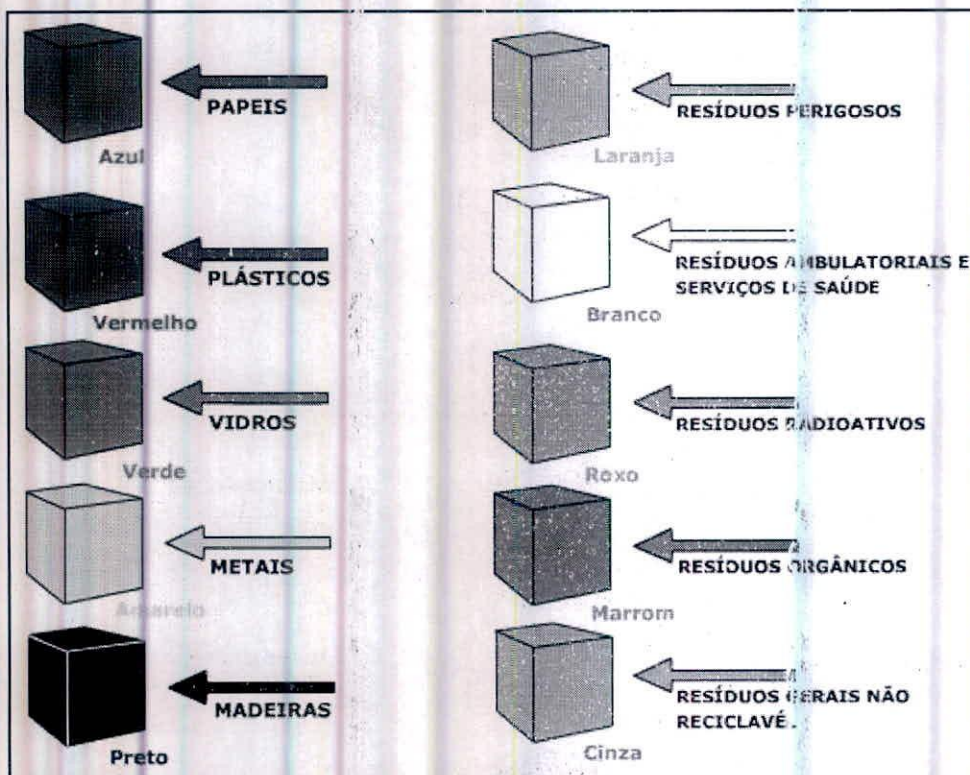 PAPEIS
Azul
PLÁSTICOS
Vermelho
VIDROS
Verde
METAIS
Amarelo
MADEIRAS
Preto
RESÍDUOS PERIGOSOS
Laranja
RESÍDUOS AMBULATORIAIS E
SERVIÇOS DE SAÚDE
Branco
RESÍDUOS RADIOATIVOS
Roxo
RESÍDUOS ORGÂNICOS
Marrom
RESÍDUOS GERAIS NÃO
Cinza